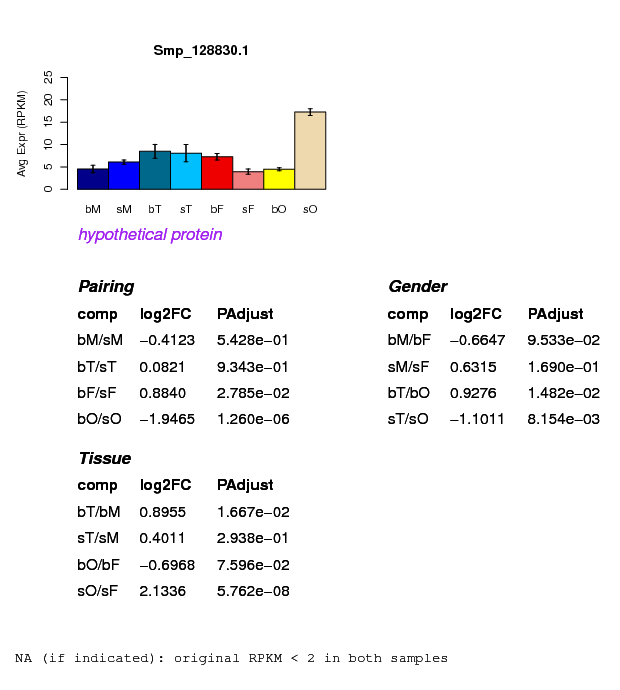 Smp_128830.1
Avg Expr (RPKM)
25
20
15
10
5
0
bM sM bT sT bF sF bO sO
hypothetical protein
Pairing
comp log2FC PAdjust
bM/sM −0.4123 5.428e−01
bT/sT 0.0821 9.343e−01
bF/sF 0.8840 2.785e−02
bO/sO −1.9465 1.260e−06
Gender
comp log2FC PAdjust
bM/bF −0.6647 9.533e−02
sM/sF 0.6315 1.690e−01
bT/bO 0.9276 1.482e−02
sT/sO −1.1011 8.154e−03
Tissue
comp log2FC PAdjust
bT/bM 0.8955 1.667e−02
sT/sM 0.4011 2.938e−01
bO/bF −0.6968 7.596e−02
sO/sF 2.1336 5.762e−08
NA (if indicated): original RPKM < 2 in both samples